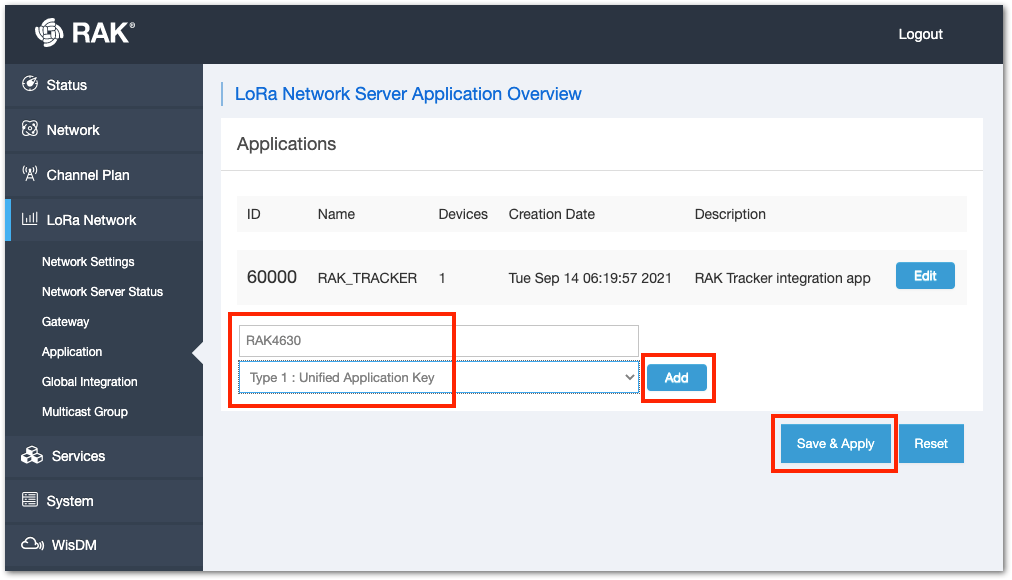 RAK®
Logout
Status
Network
Channel Plan
LoRa Network
Network Settings
Network Server Status
Gateway
Application
Global Integration
Multicast Group
Services
System
WisDM
LoRa Network Server Application Overview
Applications
ID Name Devices Creation Date Description
60000 RAK_TRACKER 1 Tue Sep 14 06:19:57 2021 RAK Tracker integration app Edit
RAK4630
Type 1 : Unified Application Key Add
Save & Apply Reset